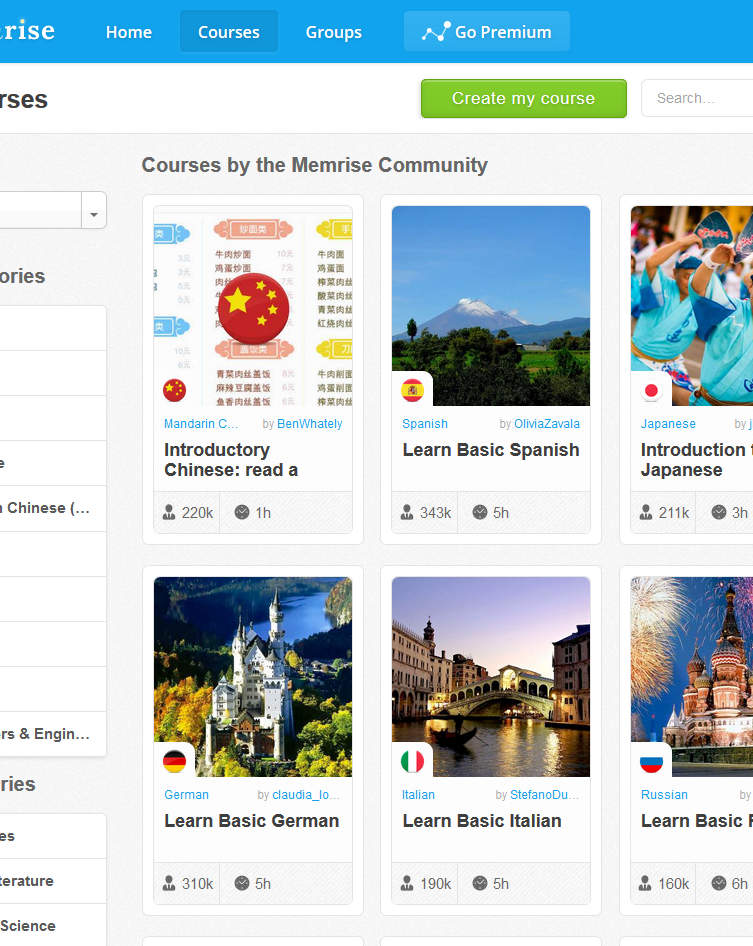 rise
Home
Courses
Groups
Go Premium
rses
Create my course
Search...
Courses by the Memrise Community
ories
e
n Chinese (...
rs & Engin...
ries
es
terature
Science
类
炒面类
手
牛肉炒面 10元 牛肉面
鸡蛋炒面 7元 鸡蛋面
榨菜肉丝
酸菜肉丝
青菜肉丝
红烧肉丝
类
盖饭类
刀
青菜肉丝盖饭 8元 牛肉削面
麻辣豆腐盖饭 6元 鸡蛋削面
鱼香肉丝盖饭 榨菜肉丝
Mandarin C... by BenWhately
Introductory
Chinese: read a
220k 1h
Spanish by OliviaZavala
Learn Basic Spanish
343k 5h
Japanese by j
Introduction t
Japanese
211k 3h
German by claudia_lo...
Learn Basic German
310k 5h
Italian by StefanoDu...
Learn Basic Italian
190k 5h
Russian by
Learn Basic R
160k 6h